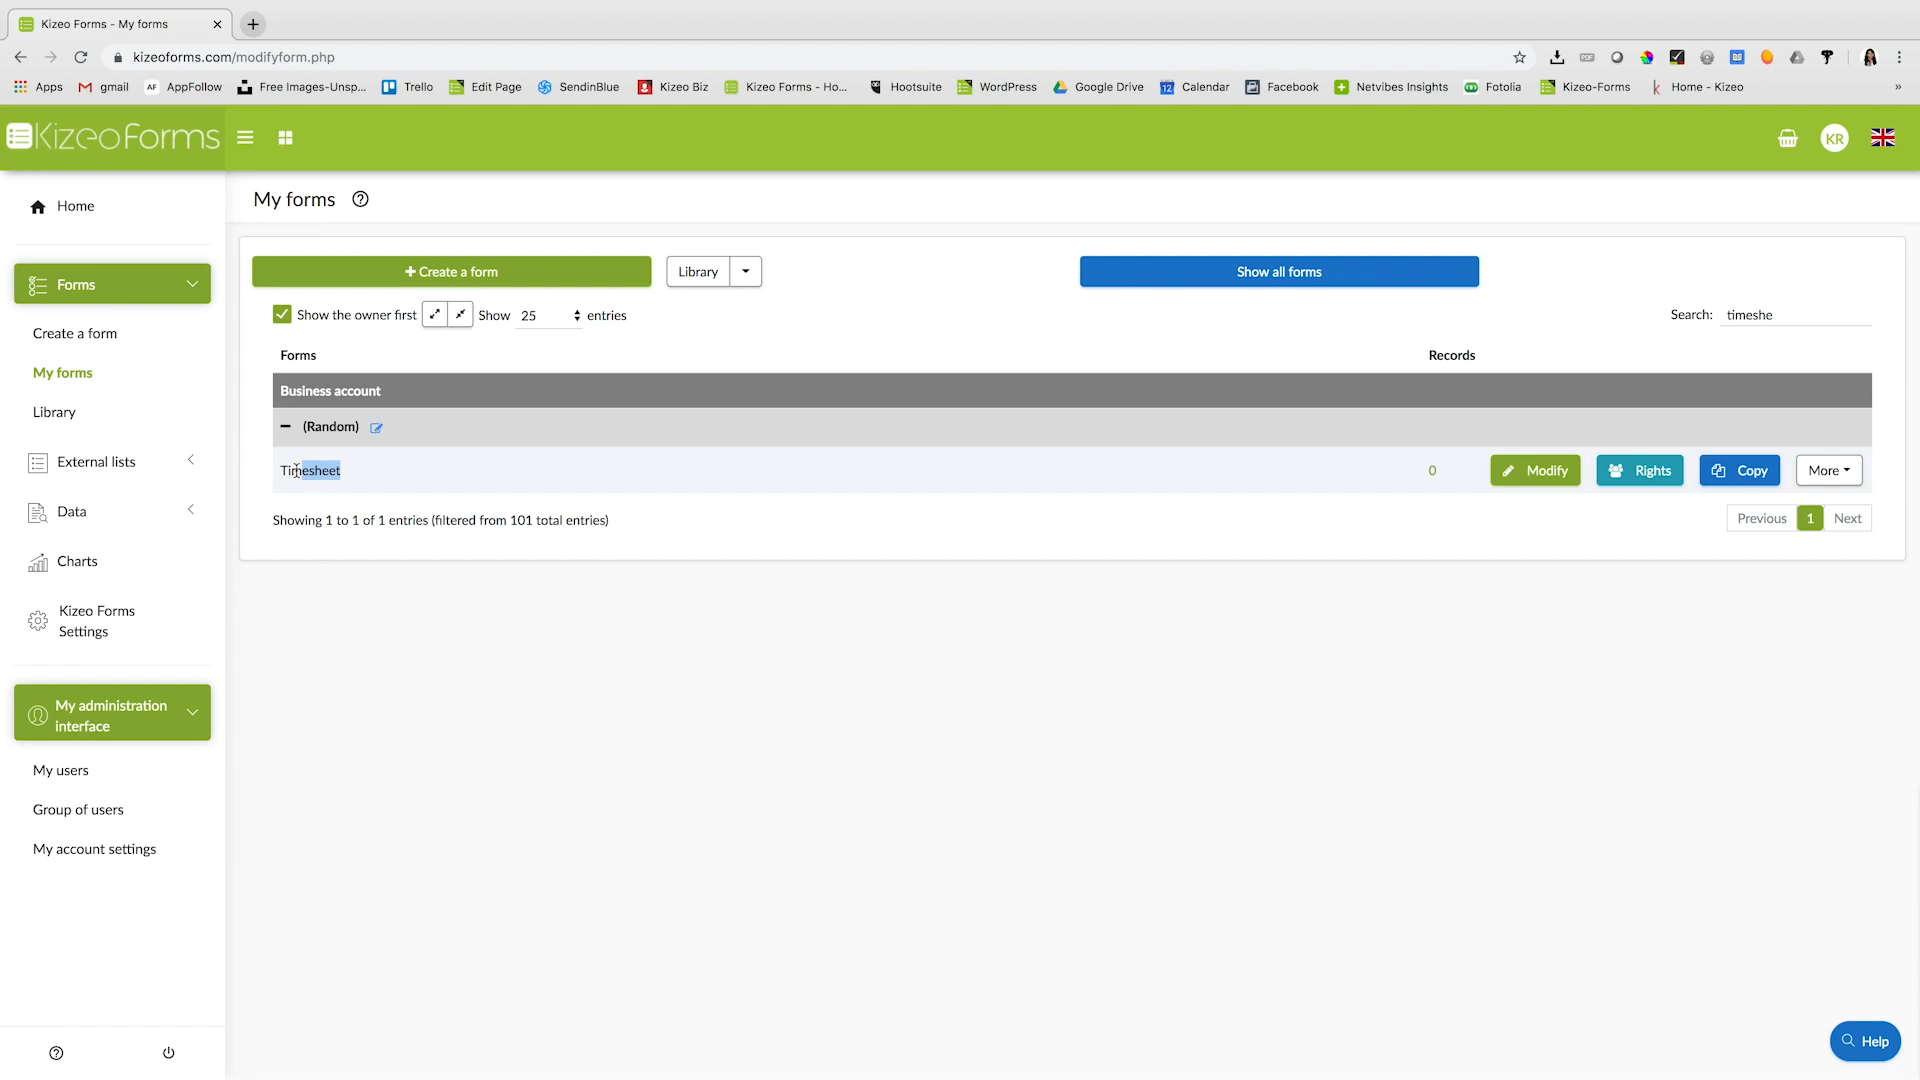 Kizeo Forms - My forms
kizeoforms.com/modifyform.php
Apps gmail AF AppFollow Free Images-Unsp... Trello Edit Page SendinBlue Kizeo Biz Kizeo Forms - Ho... Hootsuite WordPress Google Drive 12 Calendar Facebook Netvibes Insights Fotolia Kizeo-Forms k Home - Kizeo »
KizeoForms KR
Home
Forms
Create a form
My forms
Library
External lists
Data
Charts
Kizeo Forms
Settings
My administration
interface
My users
Group of users
My account settings
My forms
+ Create a form Library Show all forms
Show the owner first Show 25 entries Search: timeshe
Forms Records
Business account
(Random)
Timesheet 0 Modify Rights Copy More
Showing 1 to 1 of 1 entries (filtered from 101 total entries) Previous 1 Next
Help